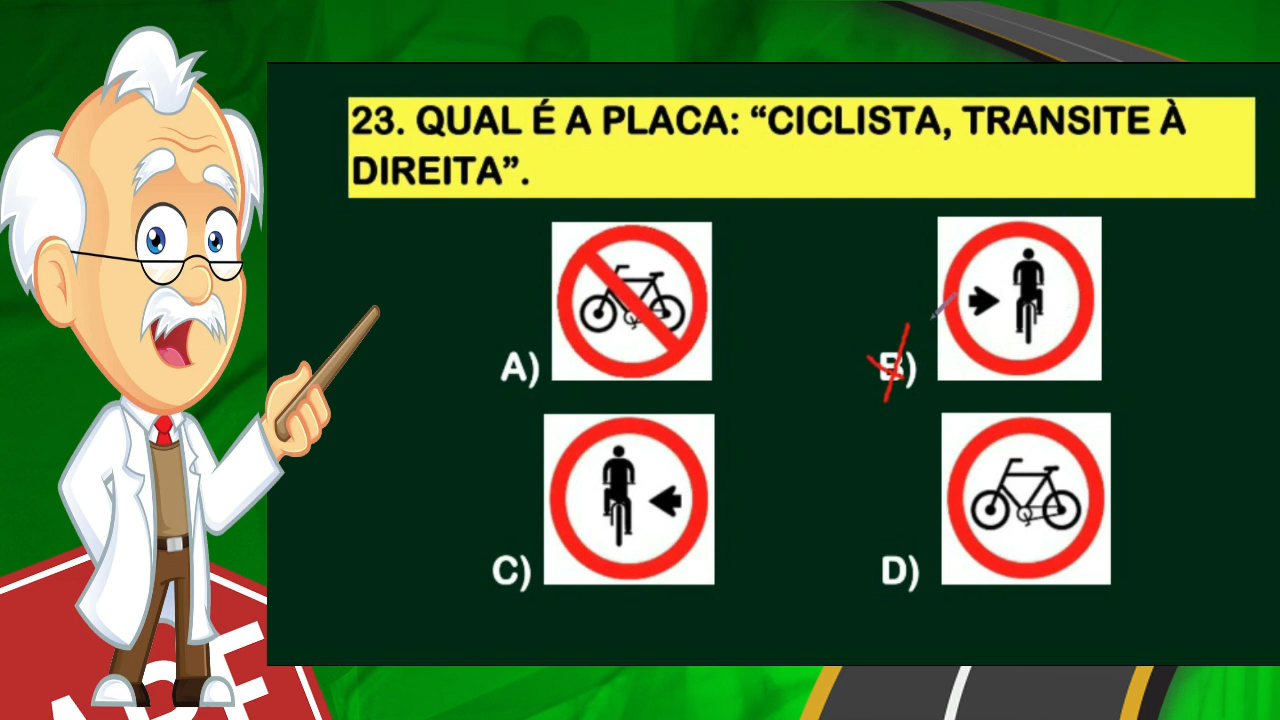 23. QUAL É A PLACA: “CICLISTA, TRANSITE À
DIREITA”.
A)
B)
C)
D)